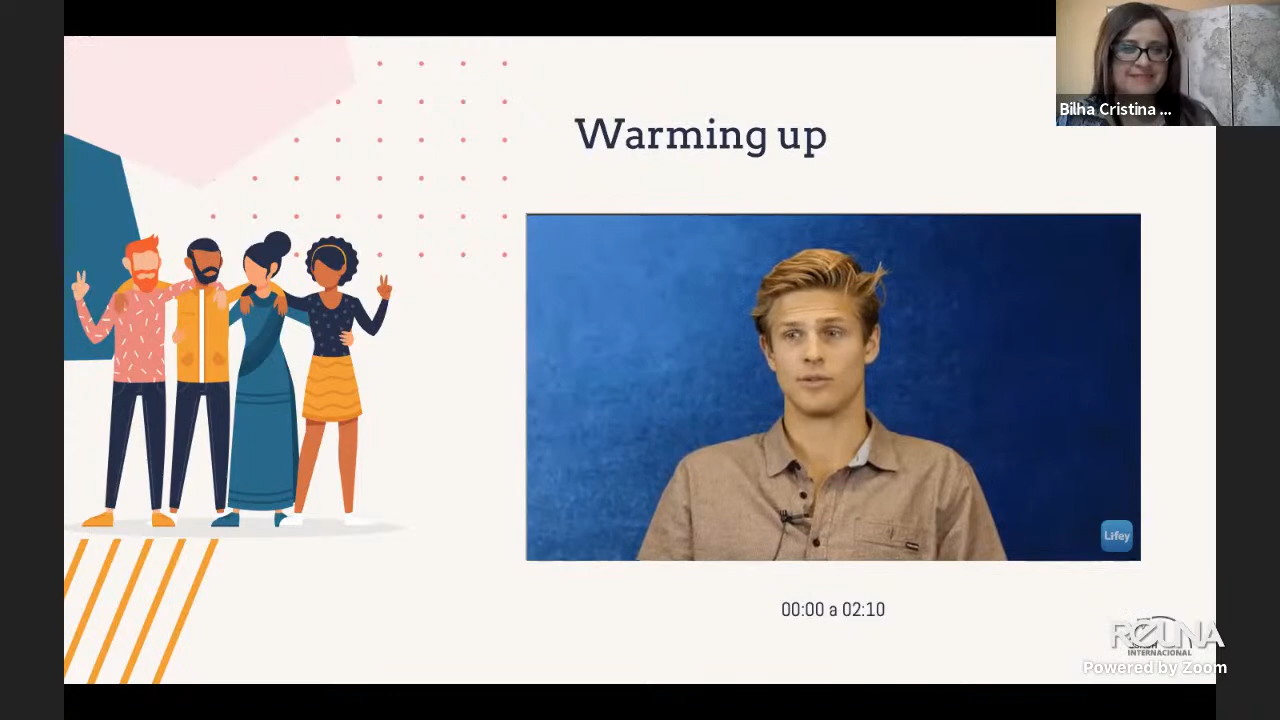 Bilha Cristina ...
Warming up
Lifey
00:00 a 02:10
REUNA
INTERNACIONAL
Powered by Zoom